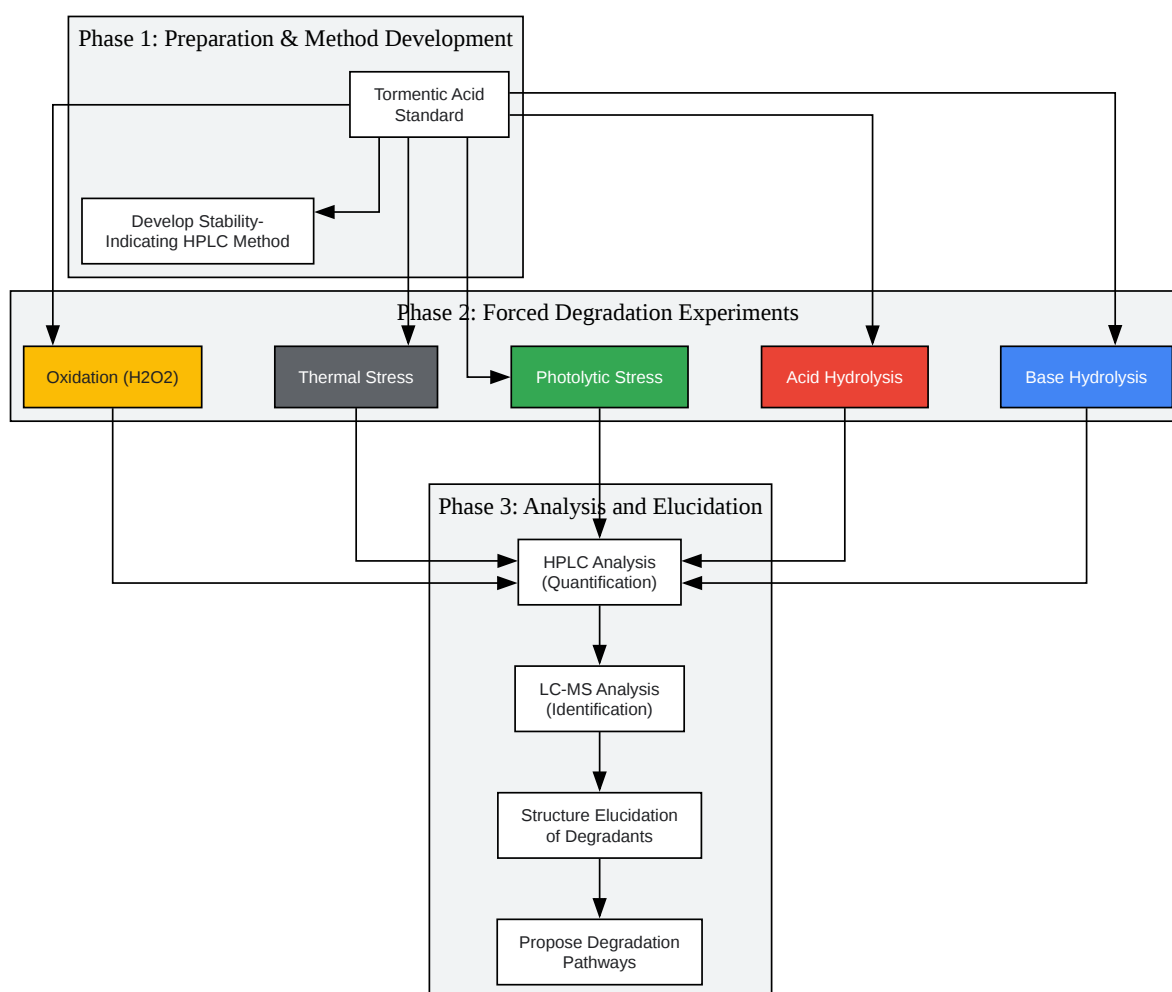 Phase 1: Preparation & Method Development
Tormentic Acid
Standard
Develop Stability-
Indicating HPLC Method
Phase 2: Forced Degradation Experiments
Oxidation (H2O2)
Thermal Stress
Photolytic Stress
Acid Hydrolysis
Base Hydrolysis
Phase 3: Analysis and Elucidation
HPLC Analysis
(Quantification)
LC-MS Analysis
(Identification)
Structure Elucidation
of Degradants
Propose Degradation
Pathways